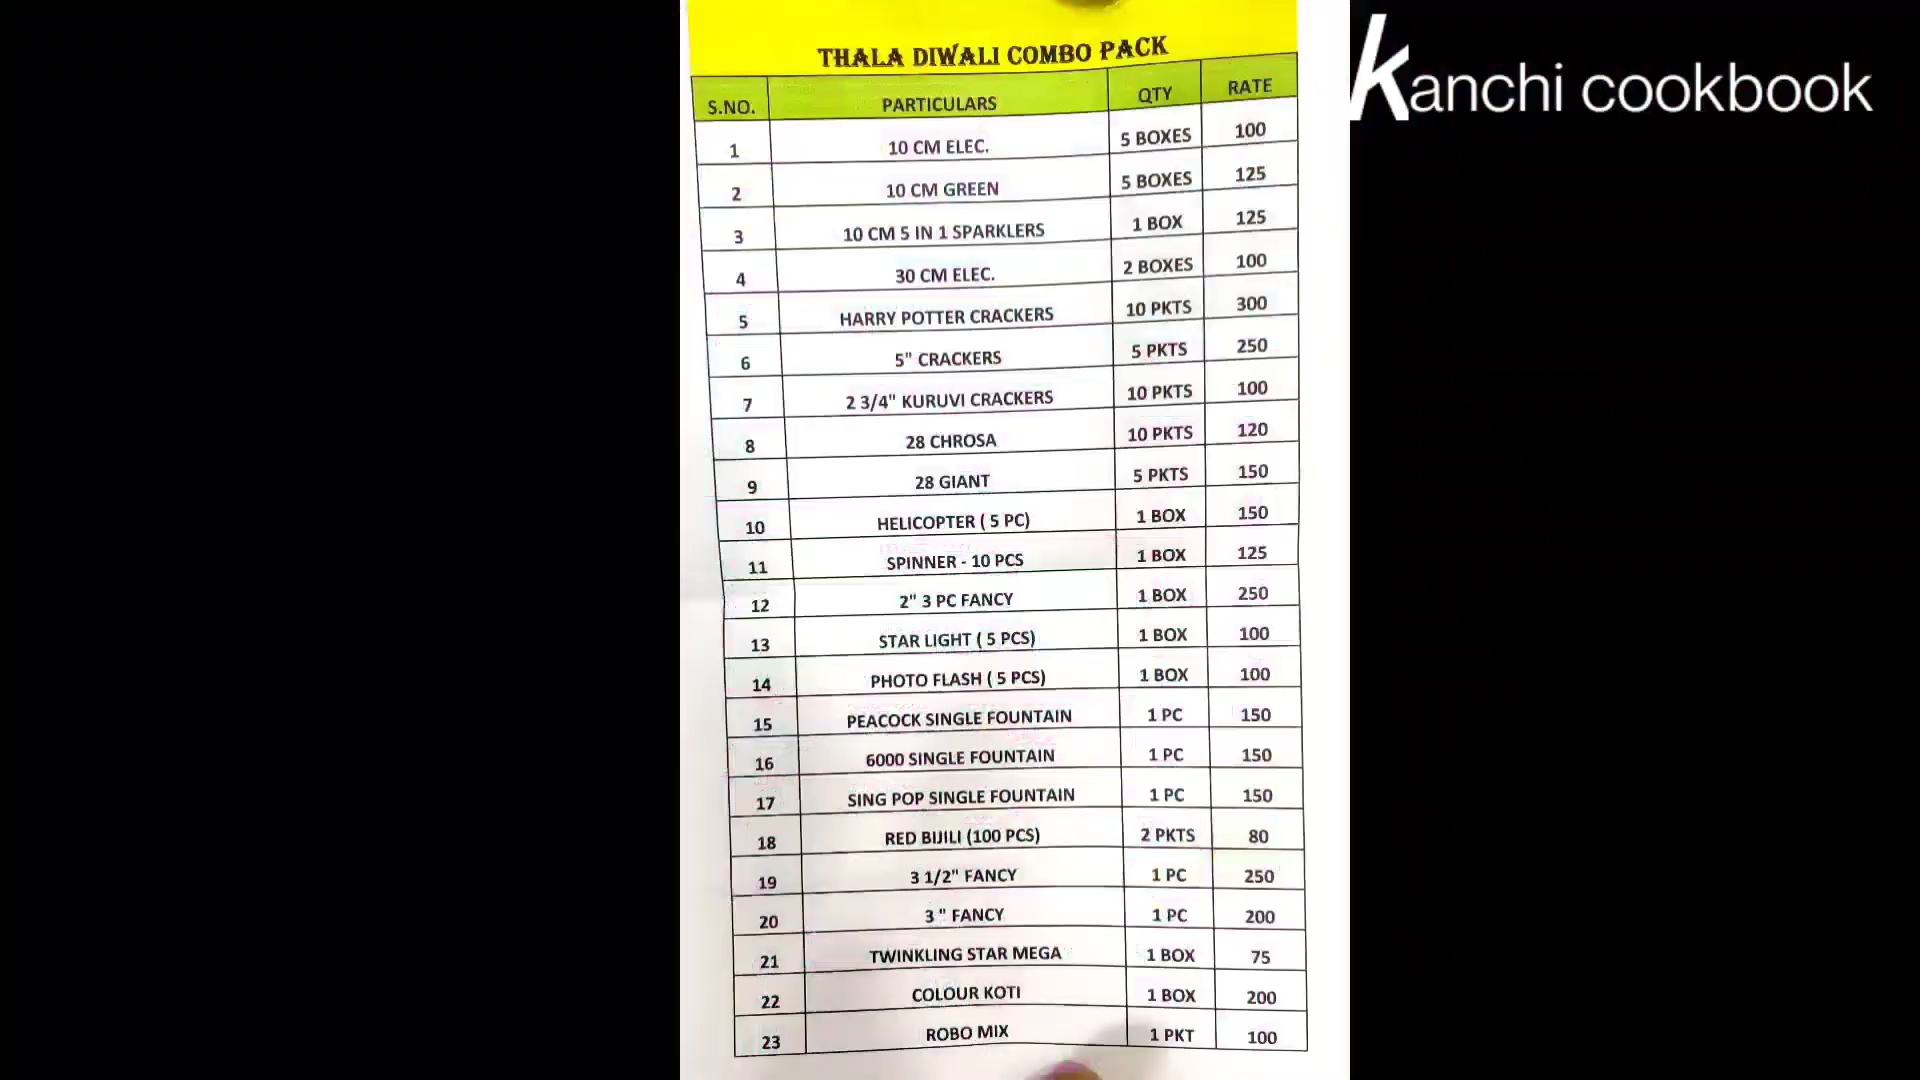 THALA DIWALI COMBO PACK
S.NO. PARTICULARS QTY RATE
1 10 CM ELEC. 5 BOXES 100
2 10 CM GREEN 5 BOXES 125
3 10 CM 5 IN 1 SPARKLERS 1 BOX 125
4 30 CM ELEC. 2 BOXES 100
5 HARRY POTTER CRACKERS 10 PKTS 300
6 5" CRACKERS 5 PKTS 250
7 2 3/4" KURUVI CRACKERS 10 PKTS 100
8 28 CHROSA 10 PKTS 120
9 28 GIANT 5 PKTS 150
10 HELICOPTER ( 5 PC) 1 BOX 150
11 SPINNER - 10 PCS 1 BOX 125
12 2" 3 PC FANCY 1 BOX 250
13 STAR LIGHT ( 5 PCS) 1 BOX 100
14 PHOTO FLASH ( 5 PCS) 1 BOX 100
15 PEACOCK SINGLE FOUNTAIN 1 PC 150
16 6000 SINGLE FOUNTAIN 1 PC 150
17 SING POP SINGLE FOUNTAIN 1 PC 150
18 RED BIJILI (100 PCS) 2 PKTS 80
19 3 1/2" FANCY 1 PC 250
20 3 " FANCY 1 PC 200
21 TWINKLING STAR MEGA 1 BOX 75
22 COLOUR KOTI 1 BOX 200
23 ROBO MIX 1 PKT 100
Kanchi cookbook